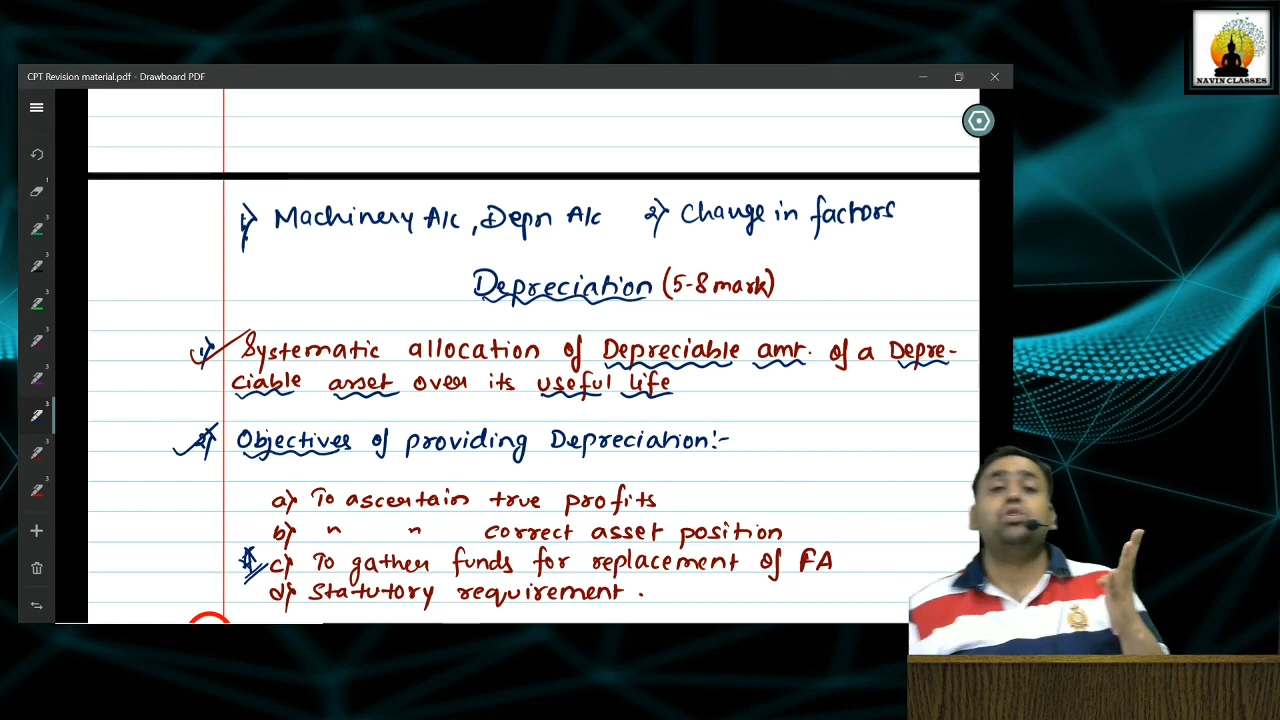 NAVIN CLASSES
CPT Revision material.pdf - Drawboard PDF
1) Machinery A/c, Depn A/c 2) Change in factors
Depreciation (5-8 mark)
1) Systematic allocation of Depreciable amt. of a Depre-
ciable asset over its useful life
2) Objectives of providing Depreciation:-
a) To ascertain true profits
b) " " correct asset position
c) To gather funds for replacement of FA
d) Statutory requirement.